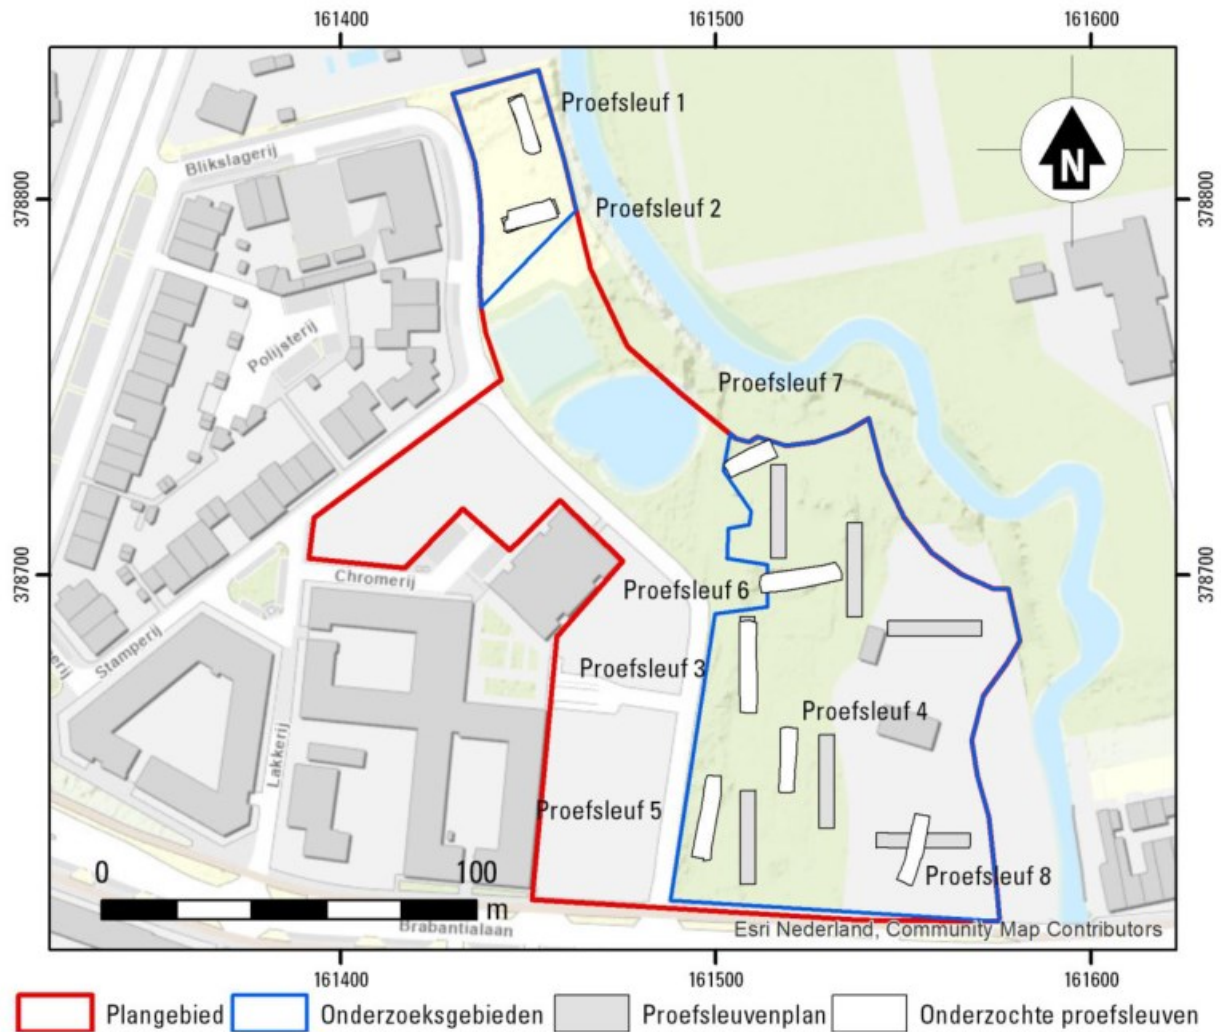 161400
161500
161600
Proefsleuf 1
Blikslagerij
378800
Proefsleuf 2
N
378800
Polijsterij
Proefsleuf 7
378700
Chromerij
Proefsleuf 6
378700
Stamperij
erij
Proefsleuf 3
Lakkerij
Proefsleuf 4
Proefsleuf 5
0
100
m
Proefsleuf 8
Brabantialaan
Esri Nederland, Community Map Contributors
161400
161500
161600
Plangebied
Onderzoeksgebieden
Proefsleuvenplan
Onderzochte proefsleuven